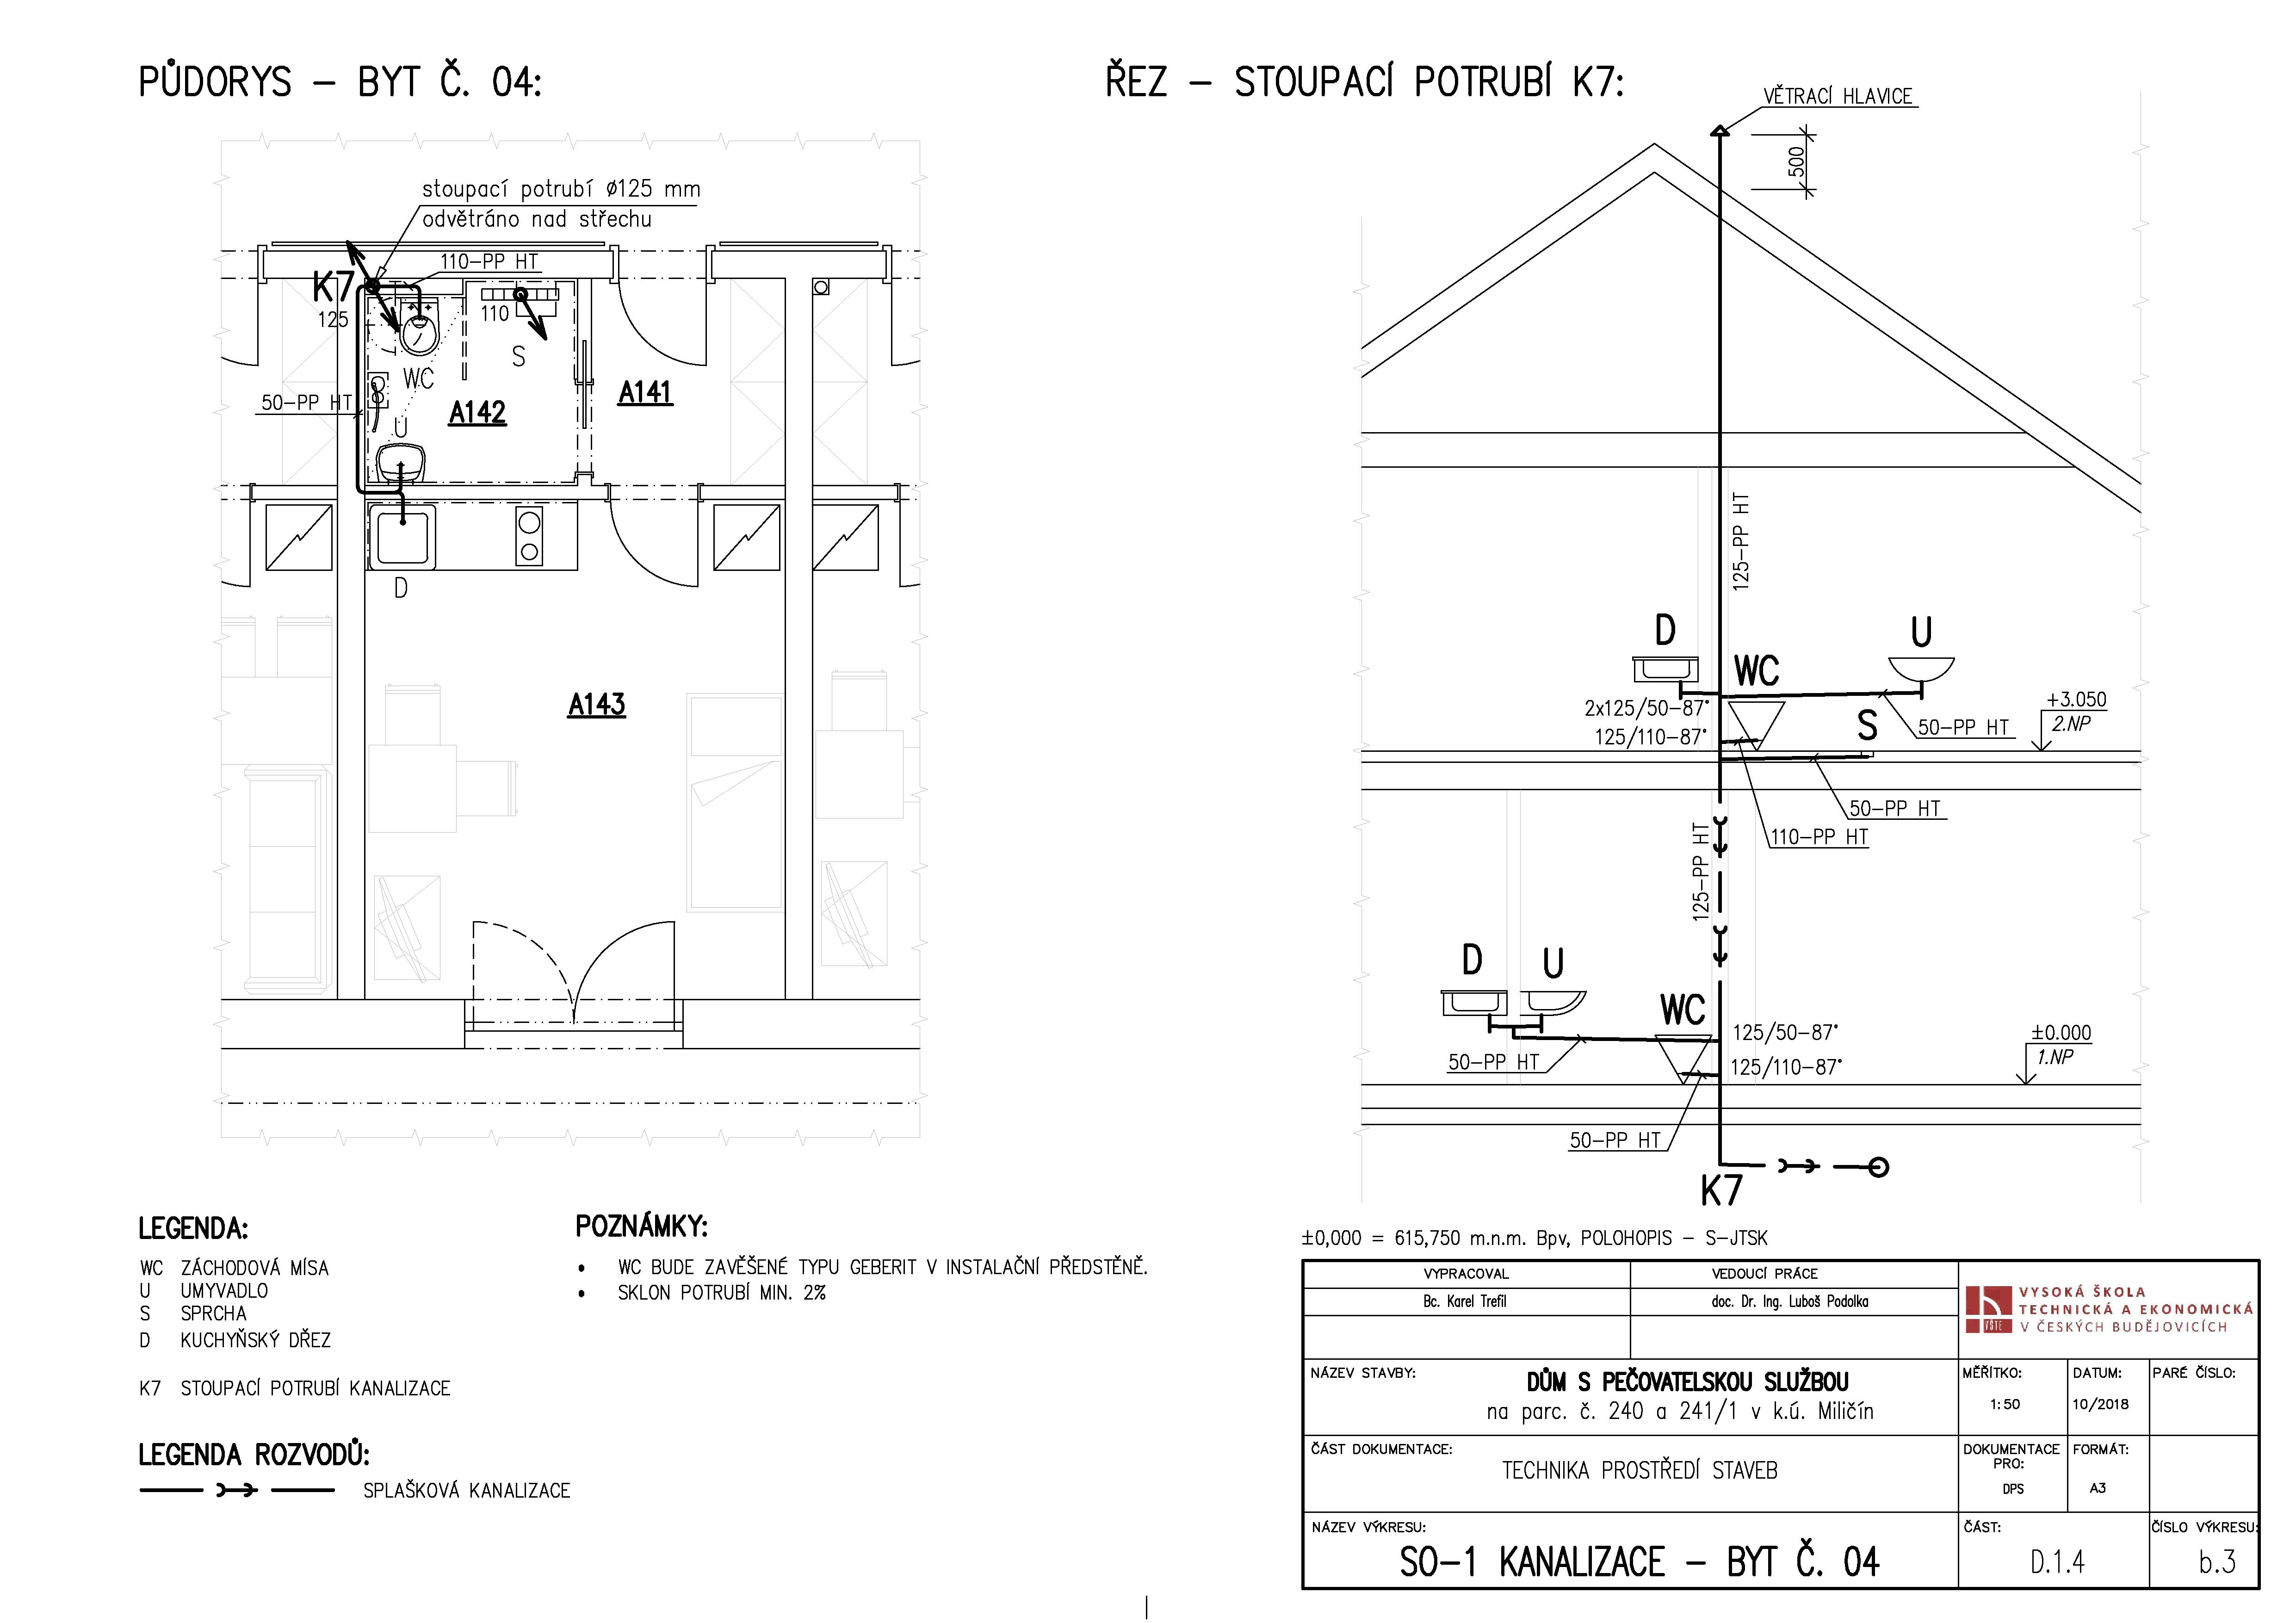 PŮDORYS – BYT Č. 04:
stoupací potrubí Ø125 mm
odvětráno nad střechu
110–PP HT
K7
125
110
S
WC
50–PP HT
A141
A142
U
D
A143
ŘEZ – STOUPACÍ POTRUBÍ K7:
VĚTRACÍ HLAVICE
500
125–PP HT
D
WC
U
2x125/50–87°
125/110–87°
S
50–PP HT
+3.050
2.NP
50–PP HT
110–PP HT
125–PP HT
D
U
WC
125/50–87°
50–PP HT
125/110–87°
±0.000
1.NP
50–PP HT
K7
LEGENDA:
WC ZÁCHODOVÁ MÍSA
U UMYVADLO
S SPRCHA
D KUCHYŇSKÝ DŘEZ
K7 STOUPACÍ POTRUBÍ KANALIZACE
LEGENDA ROZVODŮ:
SPLAŠKOVÁ KANALIZACE
POZNÁMKY:
• WC BUDE ZAVĚŠENÉ TYPU GEBERIT V INSTALAČNÍ PŘEDSTĚNĚ.
• SKLON POTRUBÍ MIN. 2%
±0,000 = 615,750 m.n.m. Bpv, POLOHOPIS – S–JTSK
VYPRACOVAL
VEDOUCÍ PRÁCE
Bc. Karel Trefil
doc. Dr. Ing. Luboš Podolka
VŠTE
VYSOKÁ ŠKOLA
TECHNICKÁ A EKONOMICKÁ
V ČESKÝCH BUDĚJOVICÍCH
NÁZEV STAVBY:
DŮM S PEČOVATELSKOU SLUŽBOU
na parc. č. 240 a 241/1 v k.ú. Miličín
MĚŘÍTKO:
1:50
DATUM:
10/2018
PARÉ ČÍSLO:
ČÁST DOKUMENTACE:
TECHNIKA PROSTŘEDÍ STAVEB
DOKUMENTACE
PRO:
DPS
FORMÁT:
A3
NÁZEV VÝKRESU:
SO–1 KANALIZACE – BYT Č. 04
ČÁST:
D.1.4
ČÍSLO VÝKRESU:
b.3